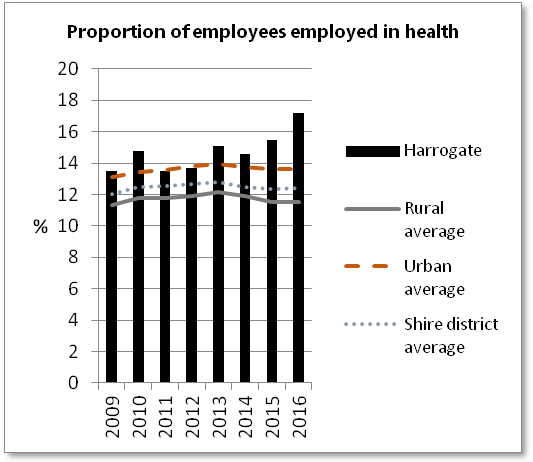 Proportion of employees employed in health
20
18
16
14
12
10
8
6
4
2
0
%
2009
2010
2011
2012
2013
2014
2015
2016
Harrogate
Rural
average
Urban
average
Shire district
average